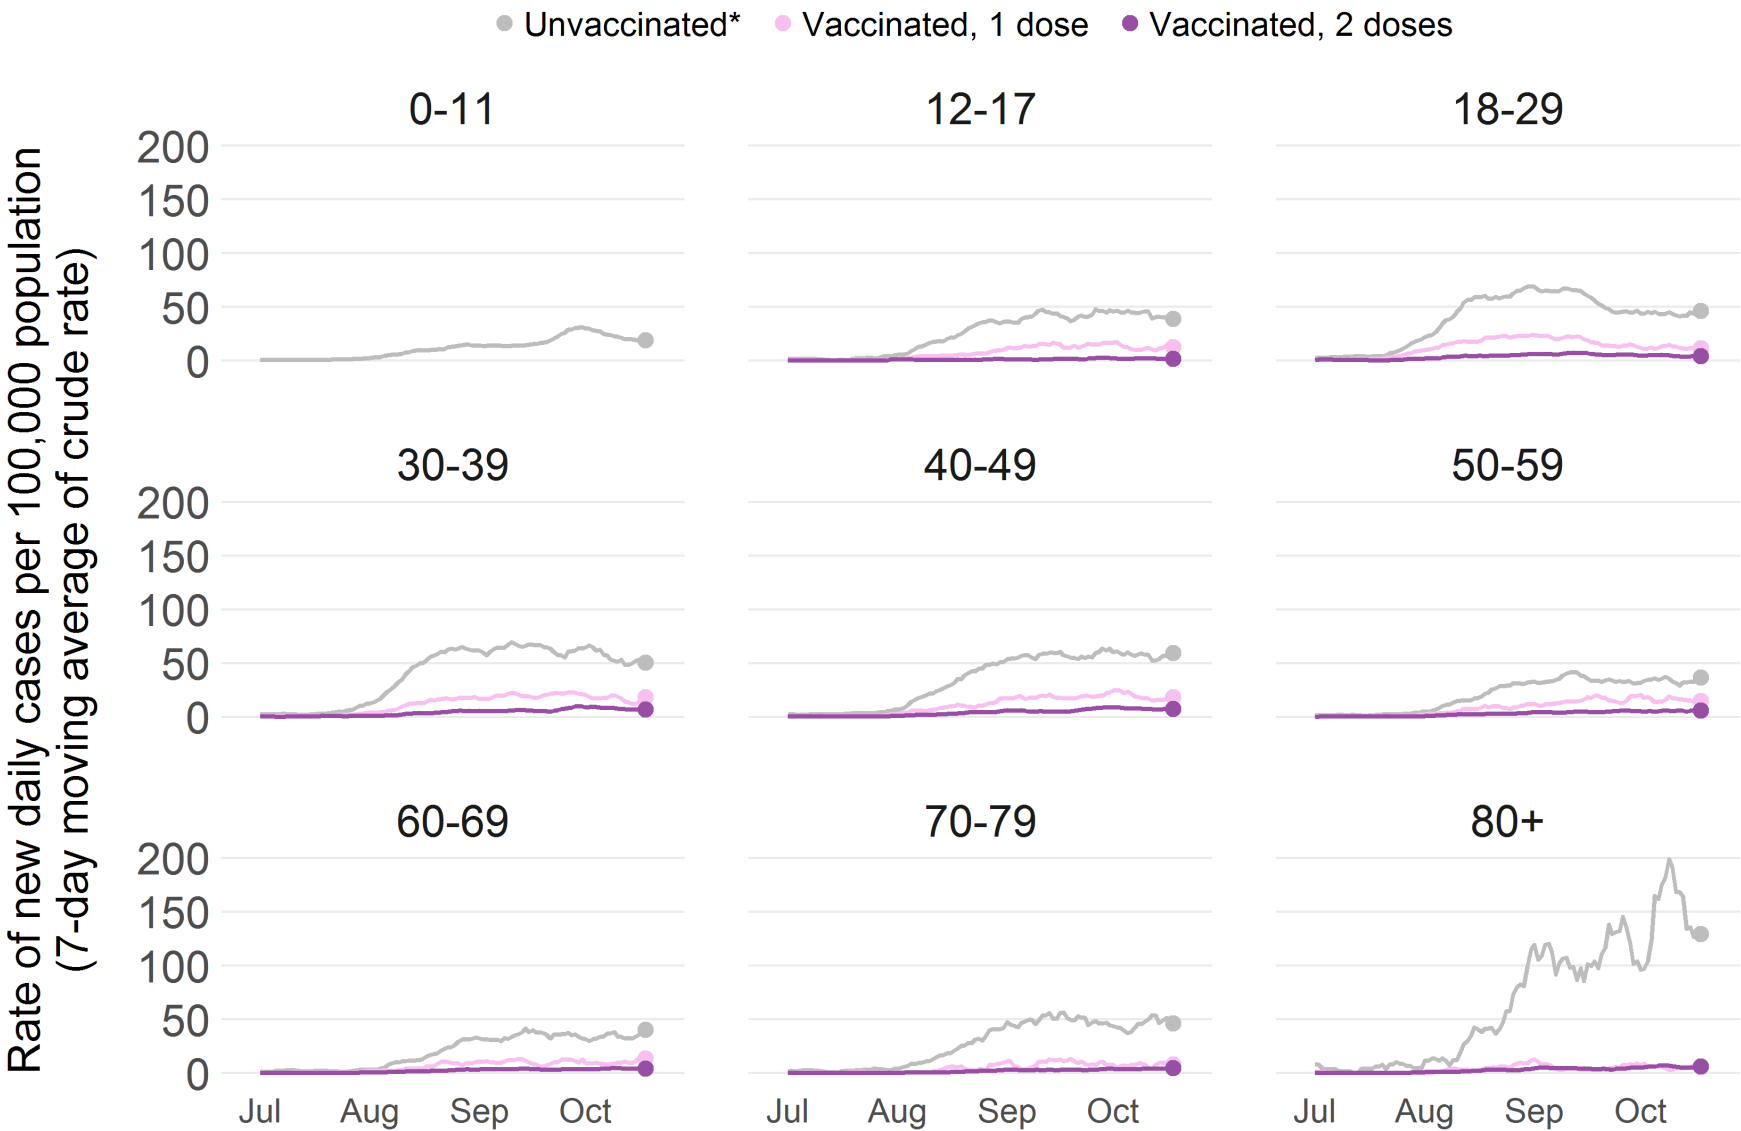 Unvaccinated* Vaccinated, 1 dose Vaccinated, 2 doses
Rate of new daily cases per 100,000 population
(7-day moving average of crude rate)
0-11 12-17 18-29
200
150
100
50
0
30-39 40-49 50-59
200
150
100
50
0
60-69 70-79 80+
200
150
100
50
0
Jul Aug Sep Oct Jul Aug Sep Oct Jul Aug Sep Oct